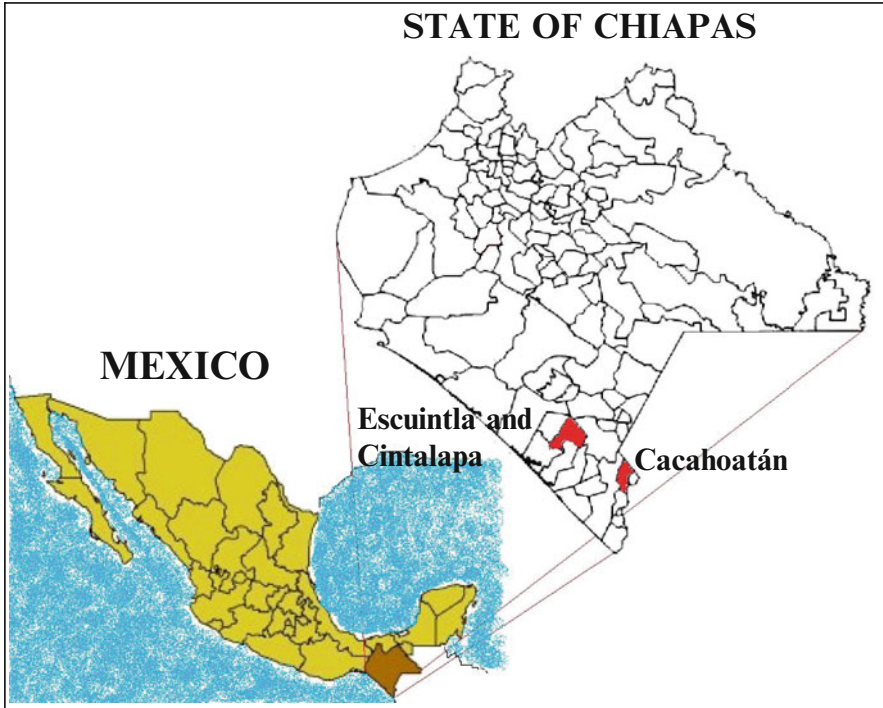 STATE OF CHIAPAS
MEXICO
Escuintla and
Cintalapa
Cacahoatán